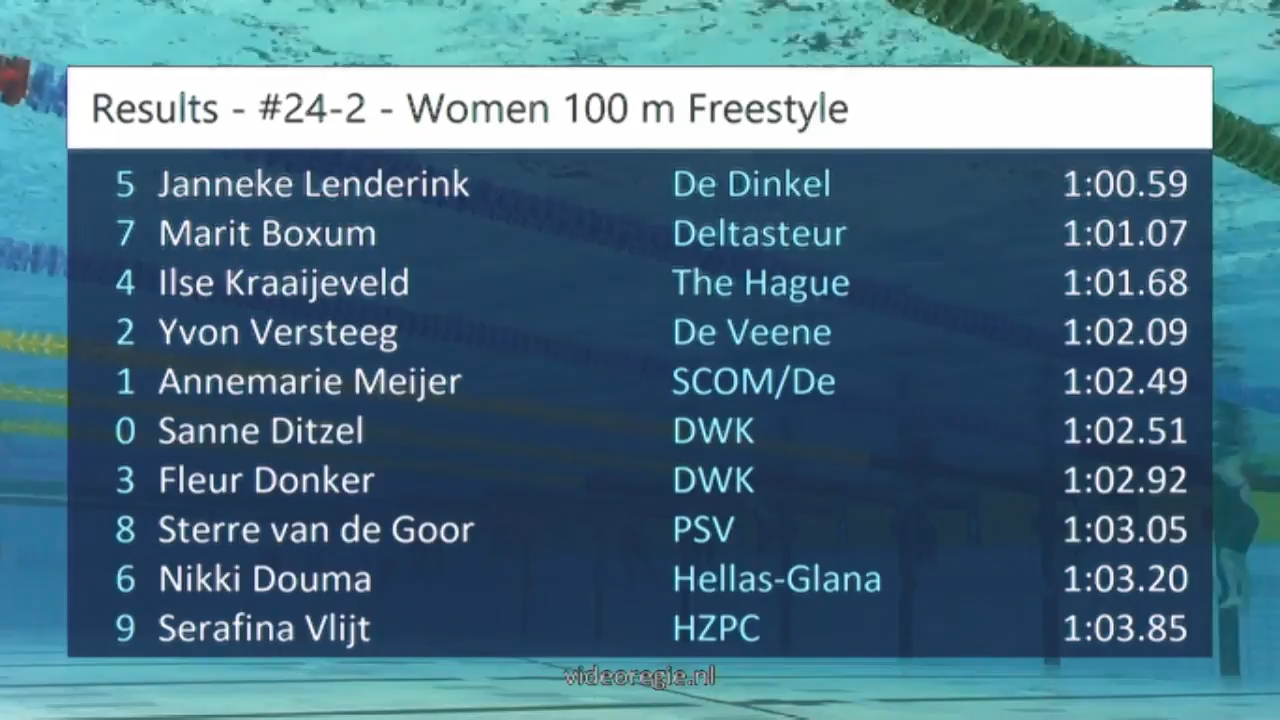 Results - #24-2 - Women 100 m Freestyle
5 Janneke Lenderink De Dinkel 1:00.59
7 Marit Boxum Deltasteur 1:01.07
4 Ilse Kraaijeveld The Hague 1:01.68
2 Yvon Versteeg De Veene 1:02.09
1 Annemarie Meijer SCOM/De 1:02.49
0 Sanne Ditzel DWK 1:02.51
3 Fleur Donker DWK 1:02.92
8 Sterre van de Goor PSV 1:03.05
6 Nikki Douma Hellas-Glana 1:03.20
9 Serafina Vlijt HZPC 1:03.85
videoregie.nl